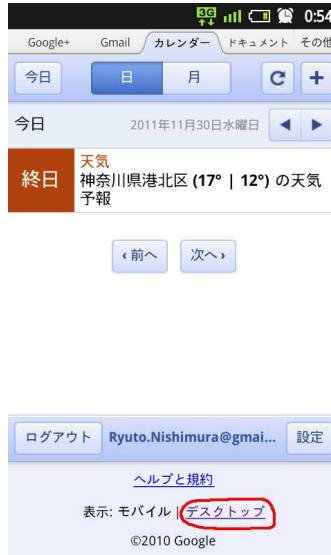 3G 0:54
Google+ Gmail カレンダー ドキュメント その他
今日 日 月 C +
今日 2011年11月30日水曜日
終日 天気
神奈川県港北区 (17° | 12°) の天気
予報
‹前へ 次へ›
ログアウト Ryuto.Nishimura@gmai... 設定
ヘルプと規約
表示: モバイル | デスクトップ
©2010 Google